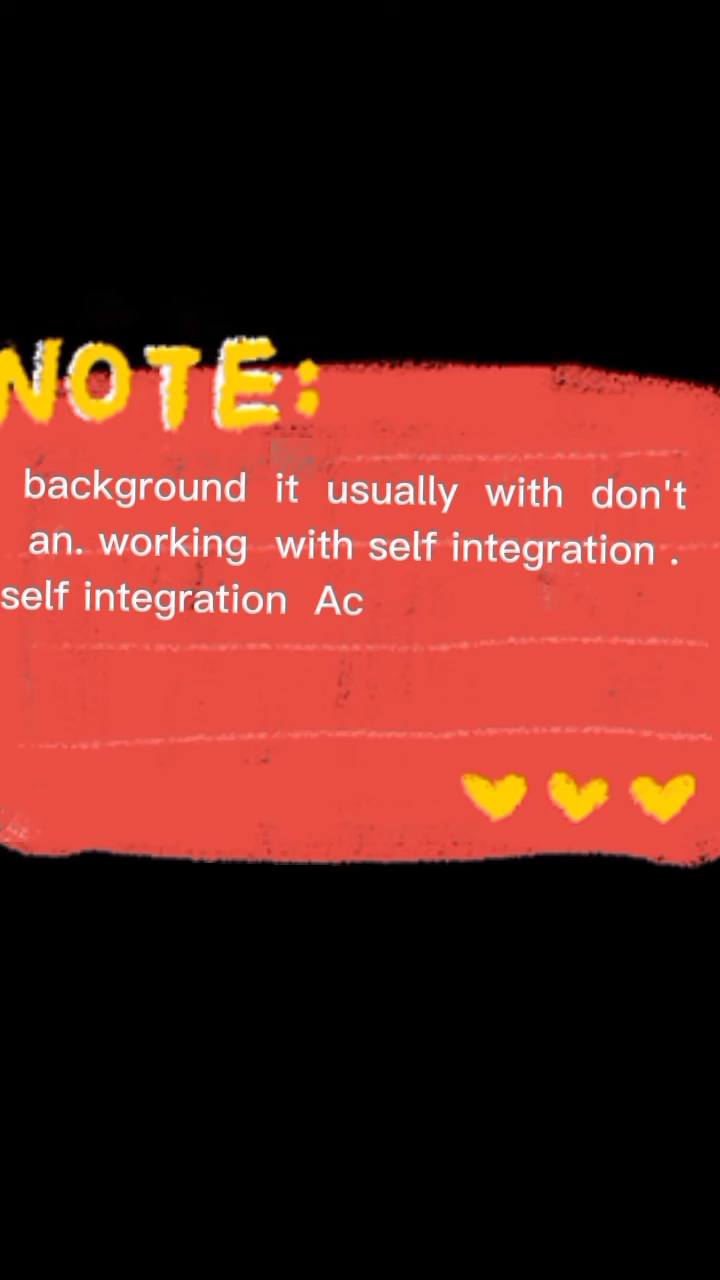 NOTE:
background it usually with don't
an. working with self integration .
self integration Ac